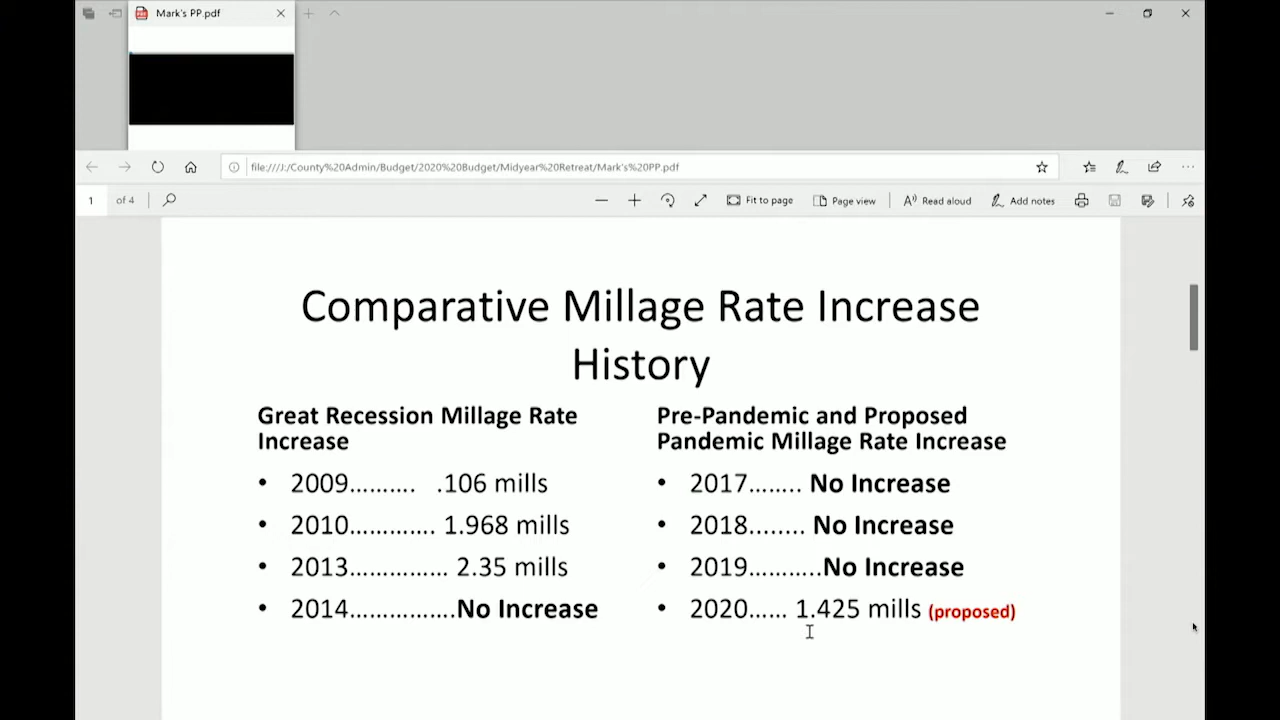 Mark's PP.pdf
file:///J:/County%20Admin/Budget/2020%20Budget/Midyear%20Retreat/Mark's%20PP.pdf
1 of 4 Fit to page Page view Read aloud Add notes
Comparative Millage Rate Increase
History
Great Recession Millage Rate
Increase
• 2009.......... .106 mills
• 2010............. 1.968 mills
• 2013............... 2.35 mills
• 2014................No Increase
Pre-Pandemic and Proposed
Pandemic Millage Rate Increase
• 2017........ No Increase
• 2018........ No Increase
• 2019...........No Increase
• 2020...... 1.425 mills (proposed)